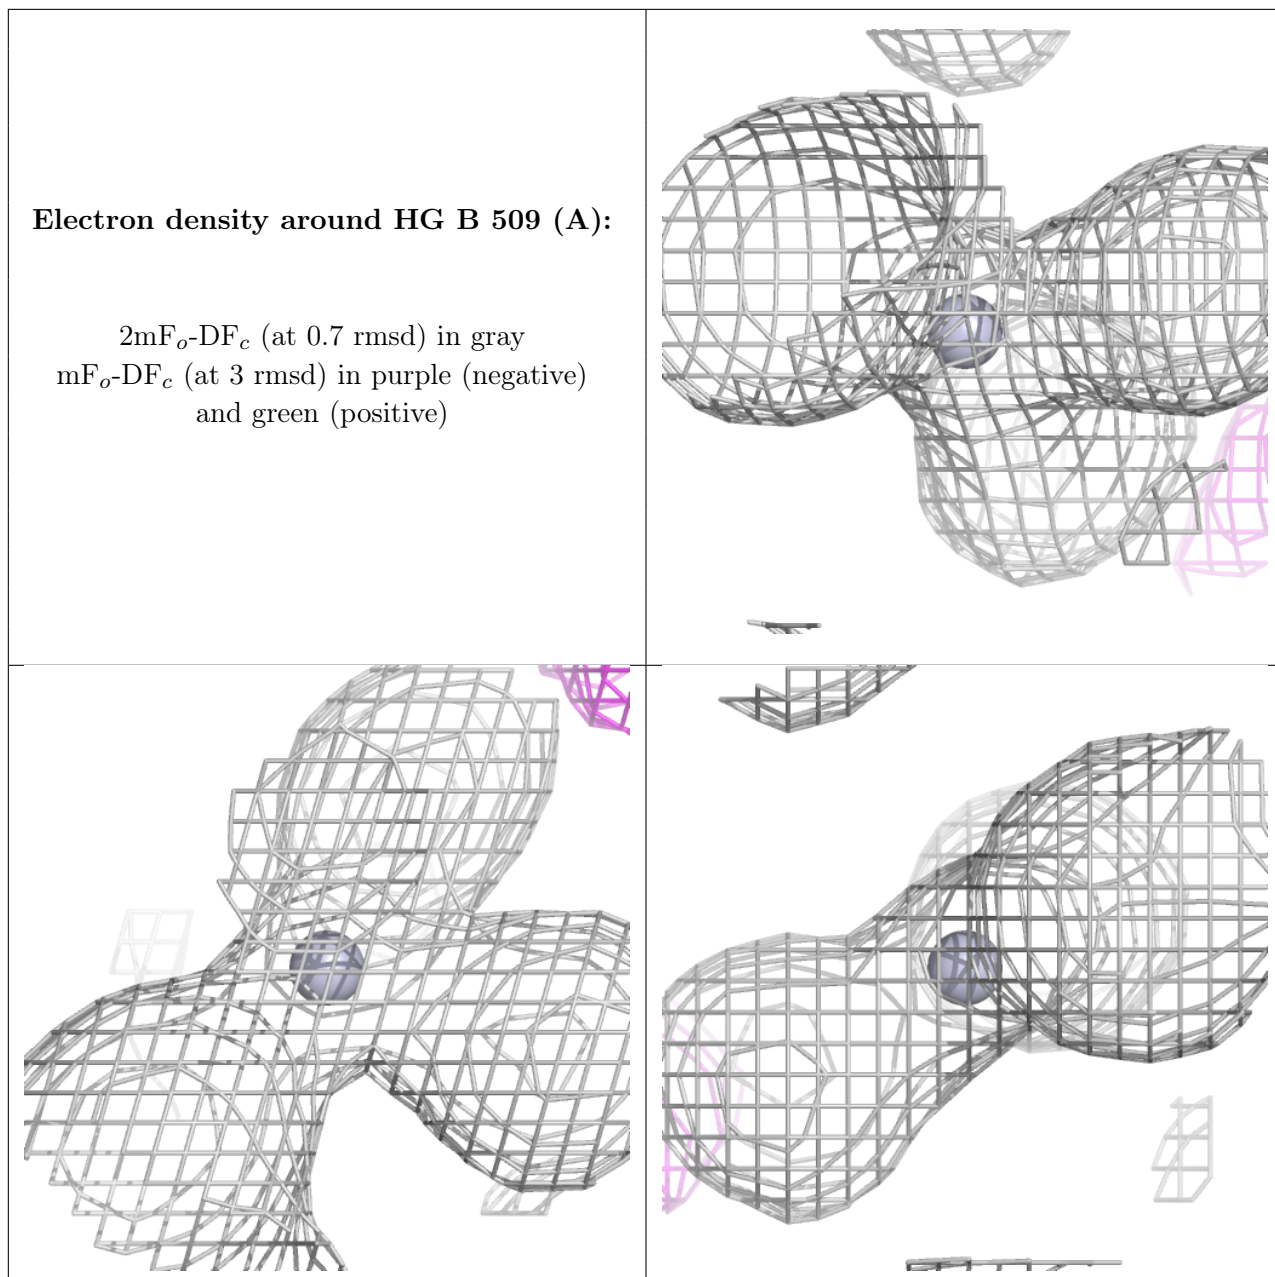 Electron density around HG B 509 (A):
2mFₒ-DF𝒸 (at 0.7 rmsd) in gray
mFₒ-DF𝒸 (at 3 rmsd) in purple (negative)
and green (positive)